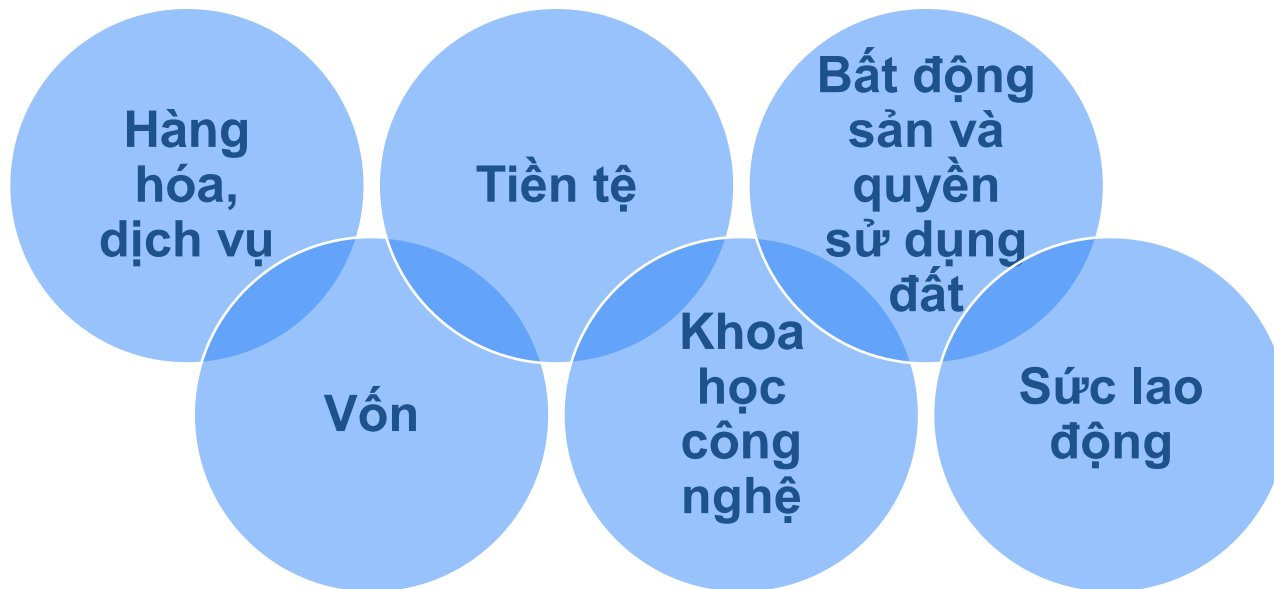 Hàng
hóa,
dịch vụ
Vốn
Tiền tệ
Khoa
học
công
nghệ
Bất động
sản và
quyền
sử dụng
đất
Sức lao
động